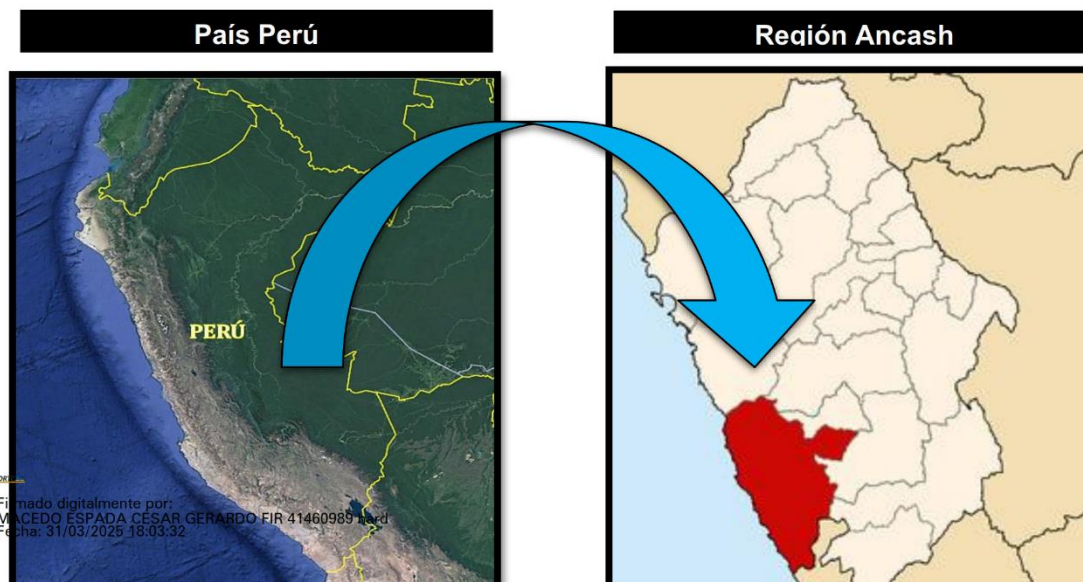 País Perú
Región Ancash
PERÚ
Firmado digitalmente por:
MACEDO ESPADA CESAR GERARDO FIR 41460989 hard
Fecha: 31/03/2025 18:03:32